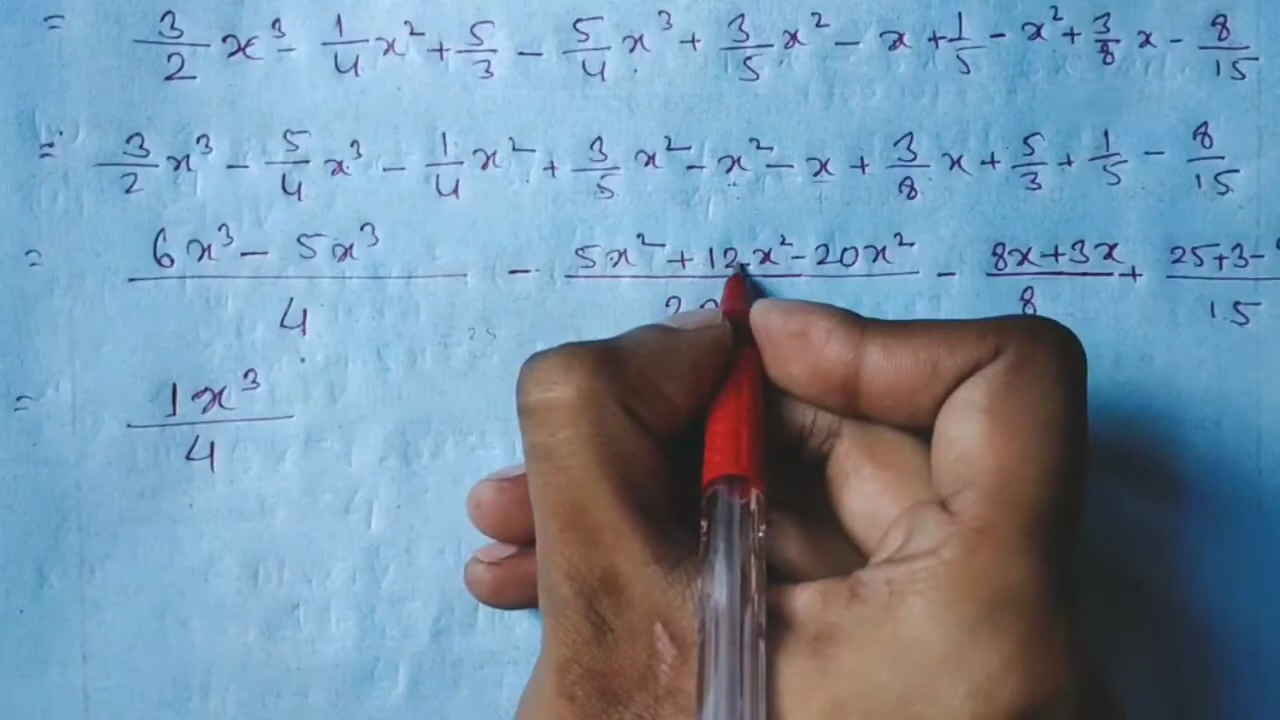 = 3/2 x³ - 1/4 x² + 5/3 - 5/4 x³ + 3/5 x² - x + 1/5 - x² + 3/8 x - 8/15
= 3/2 x³ - 5/4 x³ - 1/4 x² + 3/5 x² - x² - x + 3/8 x + 5/3 + 1/5 - 8/15
= 6x³ - 5x³/4 - 5x² + 12x² - 20x²/20 - 8x + 3x/8 + 25+3-/15
= 1x³/4